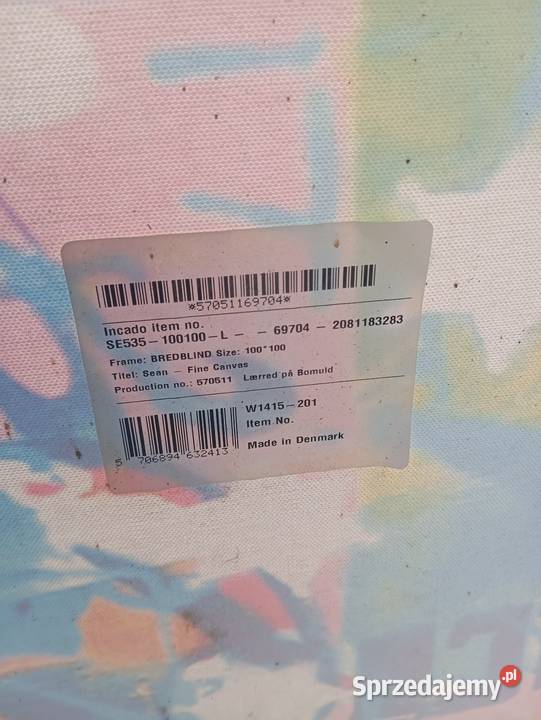 *57051169704*
Incado item no.
SE535-100100-L - - 69704 - 2081183283
Frame: BREDBLIND Size: 100*100
Titel: Sean - Fine Canvas
Production no.: 570511 Lærred på Bomuld
W1415-201
Item No.
5 706894 632413
Made in Denmark
Sprzedajemy.pl